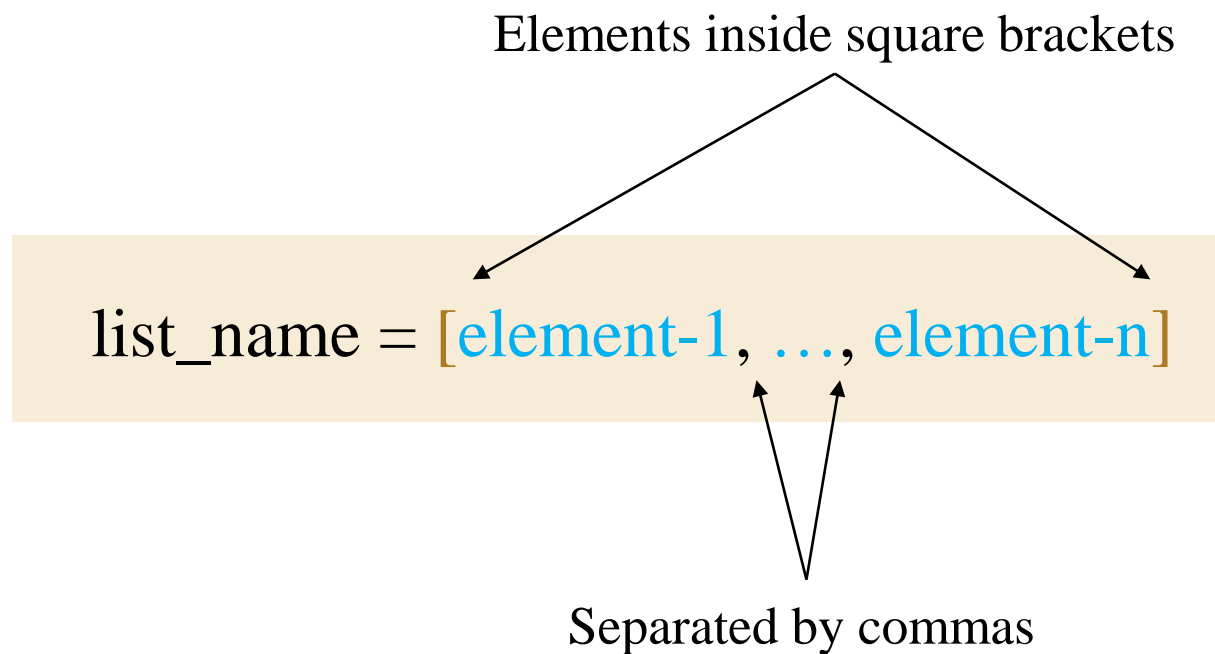 Elements inside square brackets
list_name = [element-1, …, element-n]
Separated by commas